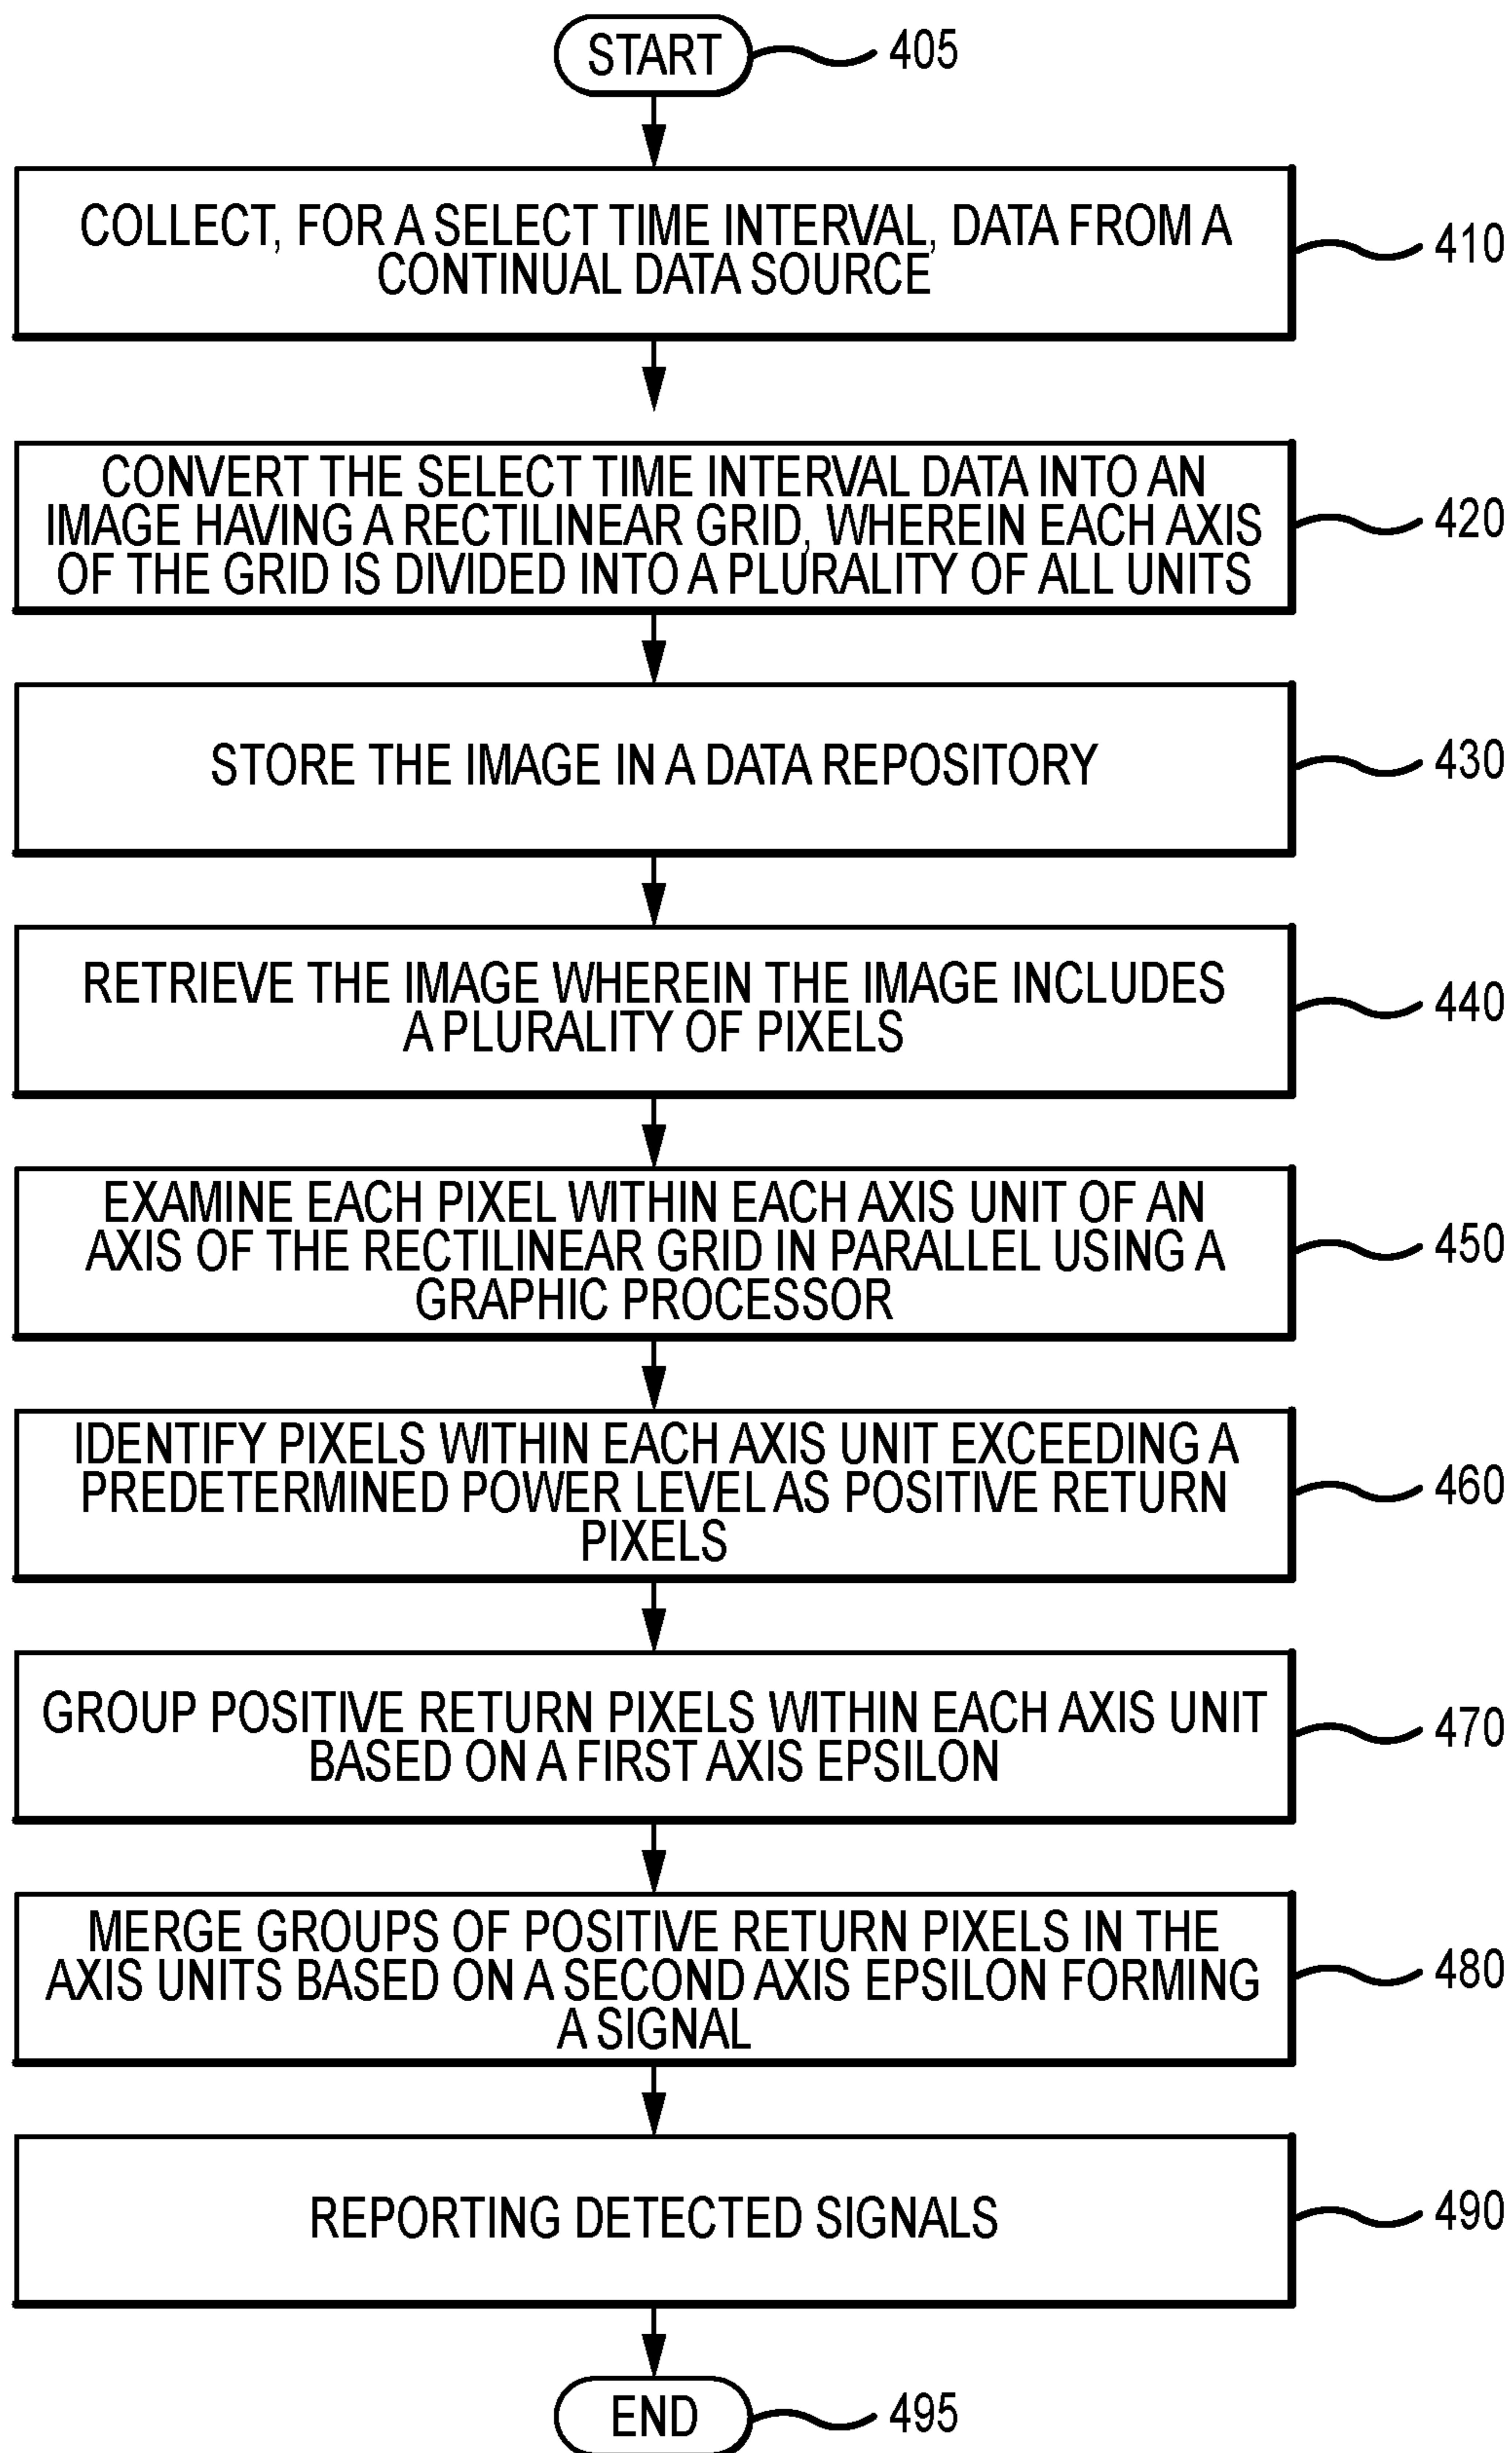 START
405
COLLECT, FOR A SELECT TIME INTERVAL, DATA FROM A
CONTINUAL DATA SOURCE
410
CONVERT THE SELECT TIME INTERVAL DATA INTO AN
IMAGE HAVING A RECTILINEAR GRID, WHEREIN EACH AXIS
OF THE GRID IS DIVIDED INTO A PLURALITY OF ALL UNITS
420
STORE THE IMAGE IN A DATA REPOSITORY
430
RETRIEVE THE IMAGE WHEREIN THE IMAGE INCLUDES
A PLURALITY OF PIXELS
440
EXAMINE EACH PIXEL WITHIN EACH AXIS UNIT OF AN
AXIS OF THE RECTILINEAR GRID IN PARALLEL USING A
GRAPHIC PROCESSOR
450
IDENTIFY PIXELS WITHIN EACH AXIS UNIT EXCEEDING A
PREDETERMINED POWER LEVEL AS POSITIVE RETURN
PIXELS
460
GROUP POSITIVE RETURN PIXELS WITHIN EACH AXIS UNIT
BASED ON A FIRST AXIS EPSILON
470
MERGE GROUPS OF POSITIVE RETURN PIXELS IN THE
AXIS UNITS BASED ON A SECOND AXIS EPSILON FORMING
A SIGNAL
480
REPORTING DETECTED SIGNALS
490
END
495